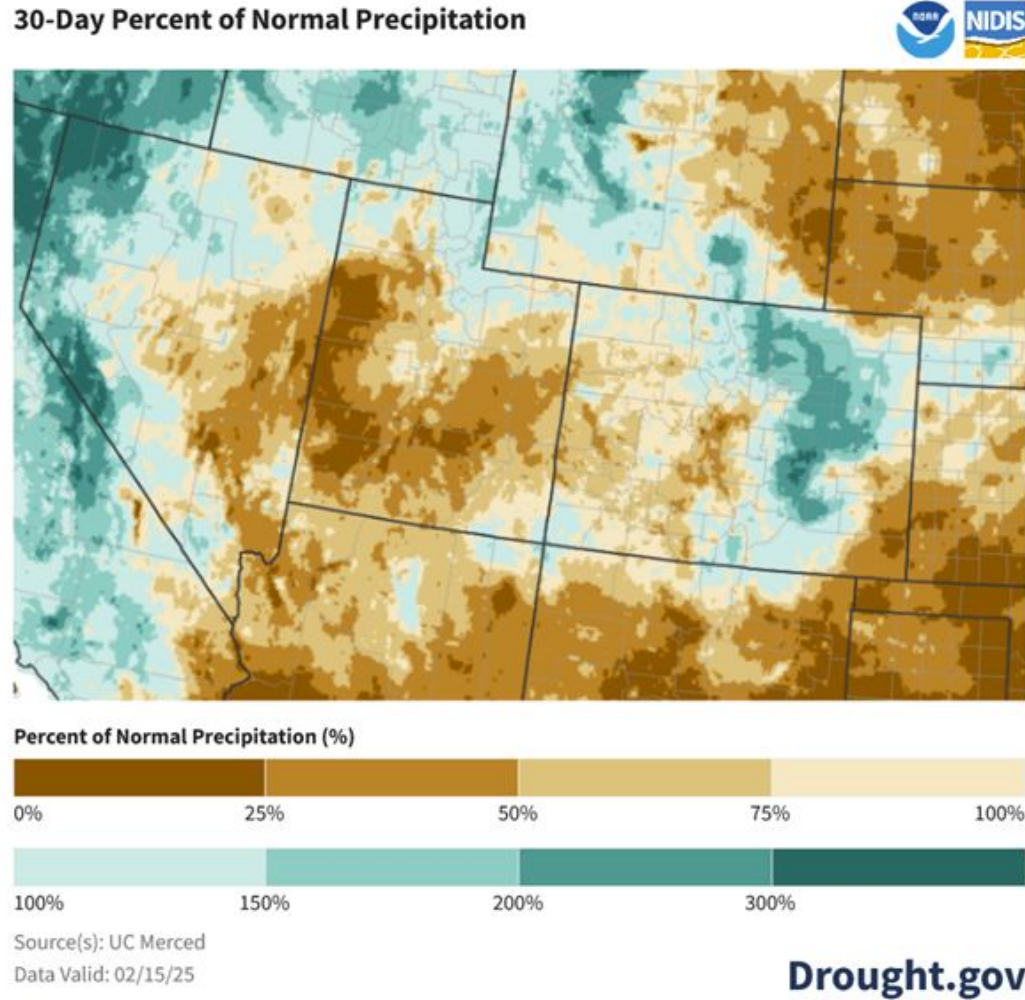 30-Day Percent of Normal Precipitation
NOAA
NIDIS
Percent of Normal Precipitation (%)
0% 25% 50% 75% 100%
100% 150% 200% 300%
Source(s): UC Merced
Data Valid: 02/15/25
Drought.gov